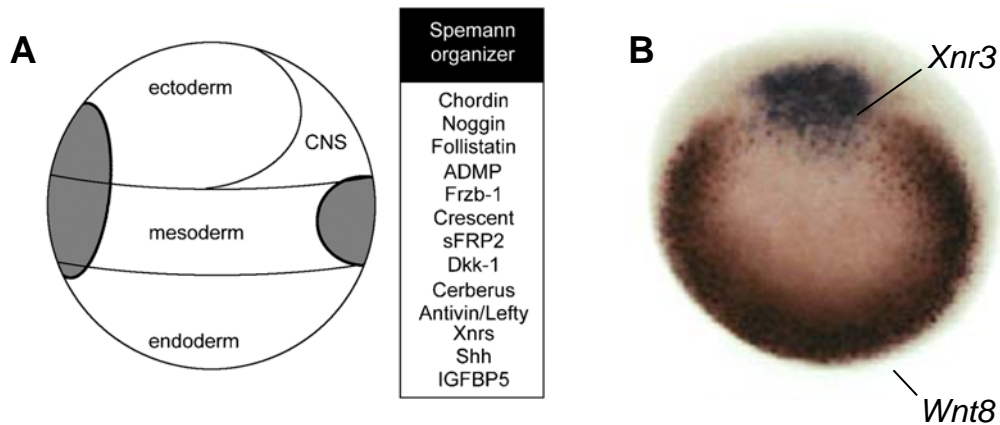 A
ectoderm
CNS
mesoderm
endoderm
Spemann
organizer
Chordin
Noggin
Follistatin
ADMP
Frzb-1
Crescent
sFRP2
Dkk-1
Cerberus
Antivin/Lefty
Xnrs
Shh
IGFBP5
B
Xnr3
Wnt8